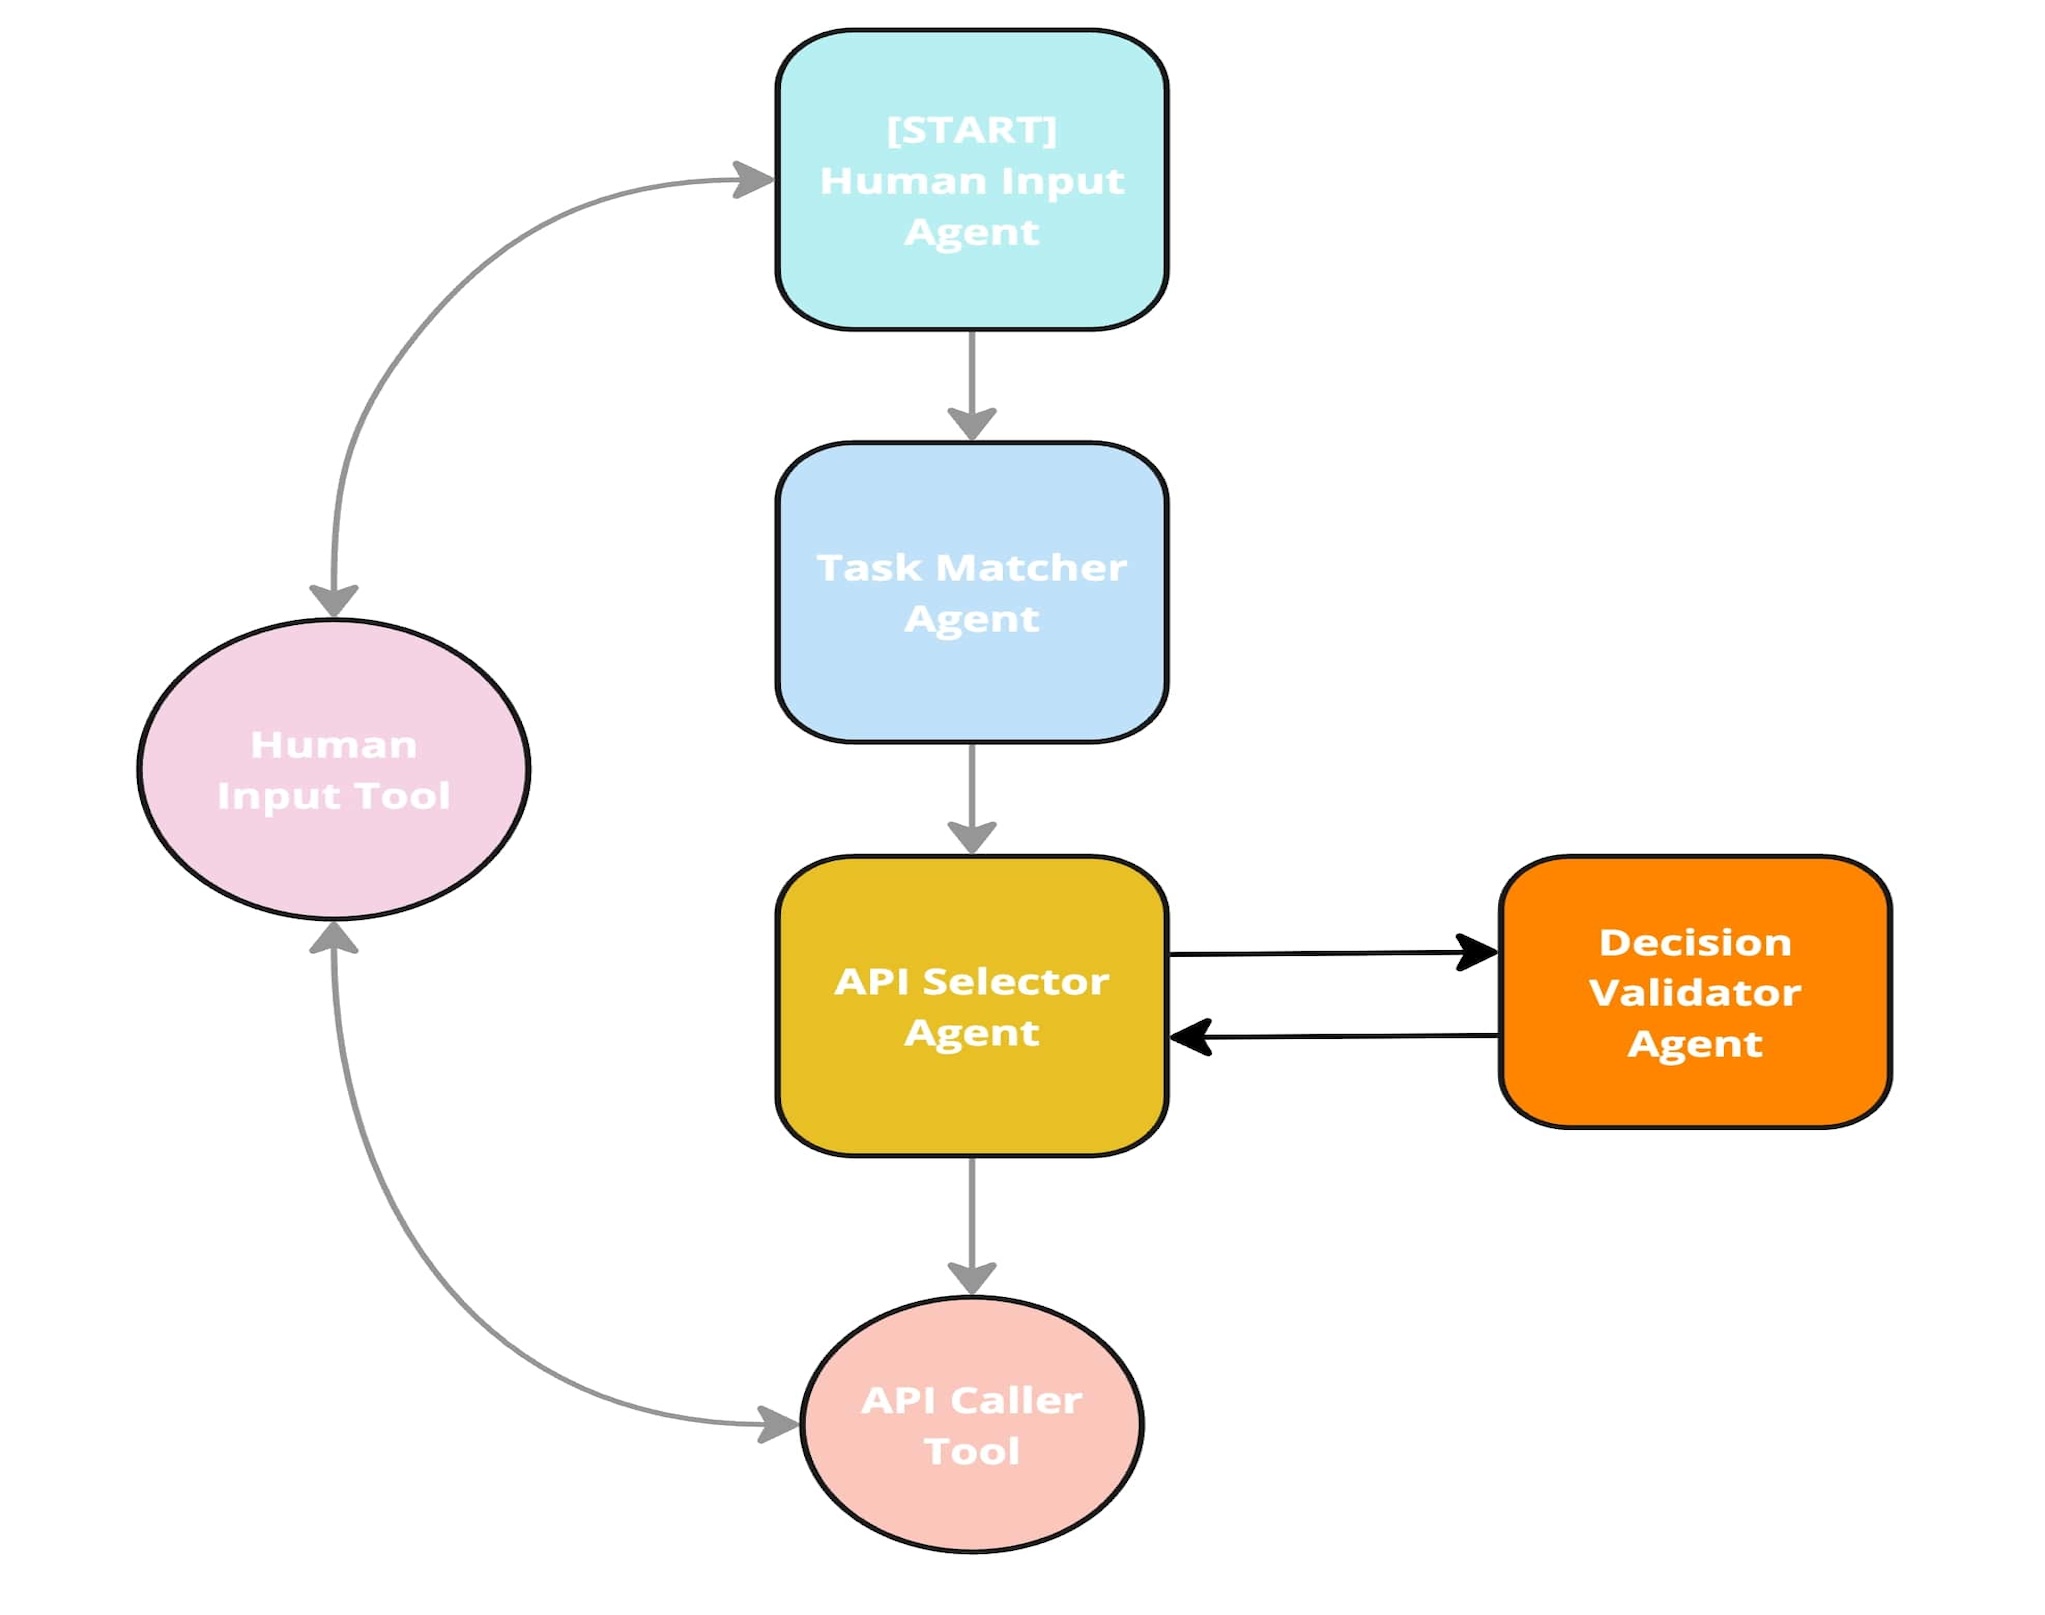 [START]
Human Input
Agent
Task Matcher
Agent
Human
Input Tool
API Selector
Agent
Decision
Validator
Agent
API Caller
Tool